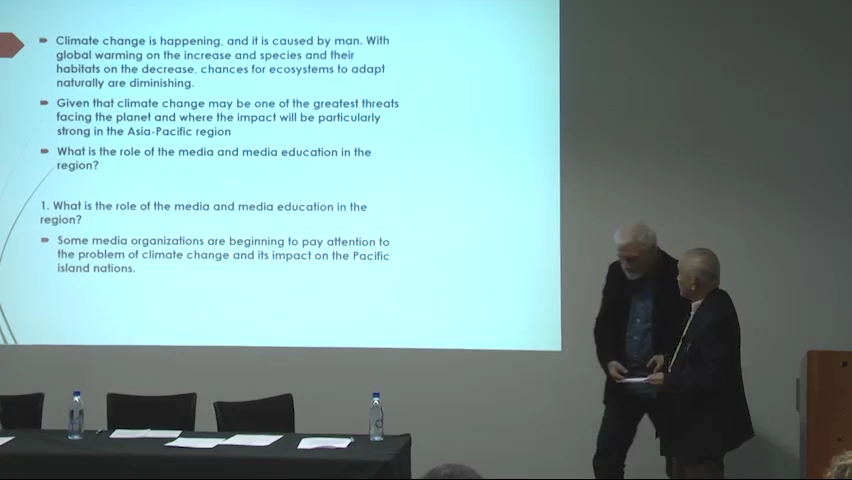 Climate change is happening, and it is caused by man. With
global warming on the increase and species and their
habitats on the decrease, chances for ecosystems to adapt
naturally are diminishing.
Given that climate change may be one of the greatest threats
facing the planet and where the impact will be particularly
strong in the Asia-Pacific region
What is the role of the media and media education in the
region?
1. What is the role of the media and media education in the
region?
Some media organizations are beginning to pay attention to
the problem of climate change and its impact on the Pacific
island nations.